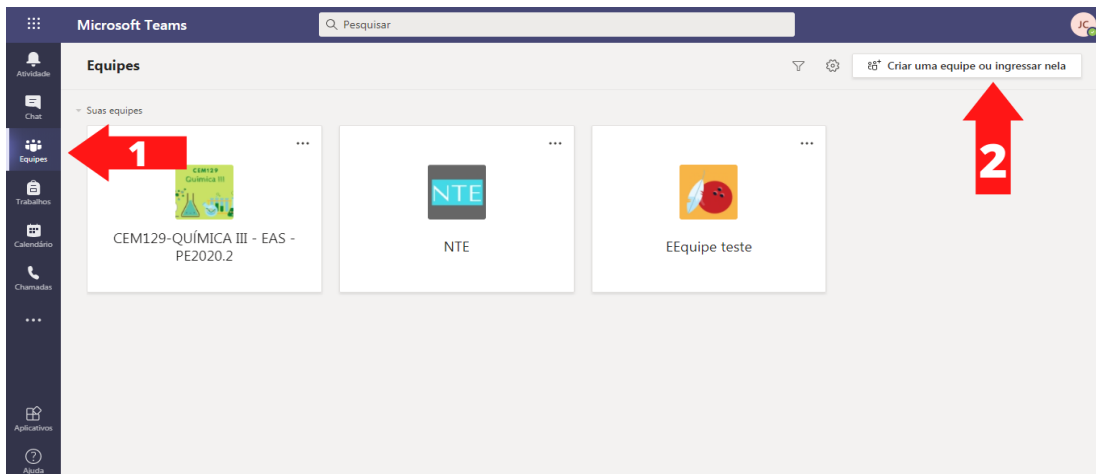 Microsoft Teams
Pesquisar
JC
Atividade
Chat
Equipes
Trabalhos
Calendário
Chamadas
Aplicativos
Ajuda
Equipes
Criar uma equipe ou ingressar nela
Suas equipes
1
2
CEM129
Química III
CEM129-QUÍMICA III - EAS -
PE2020.2
NTE
NTE
EEquipe teste